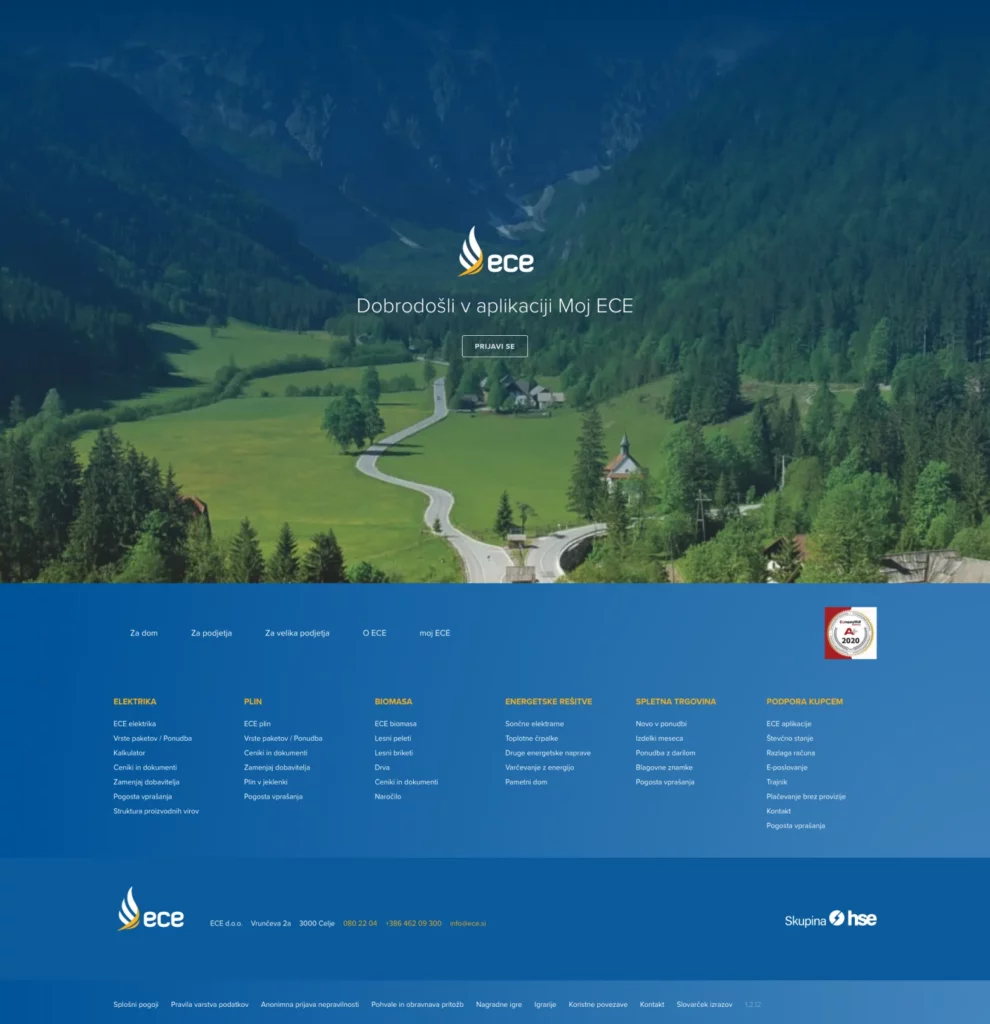 ece
Dobrodošli v aplikaciji Moj ECE
PRIJAVI SE
Za dom Za podjetja Za velika podjetja O ECE moj ECE
A+
2020
ELEKTRIKA
ECE elektrika
Vrste paketov / Ponudba
Kalkulator
Ceniki in dokumenti
Zamenjaj dobavitelja
Pogosta vprašanja
Struktura proizvodnih virov
PLIN
ECE plin
Vrste paketov / Ponudba
Ceniki in dokumenti
Zamenjaj dobavitelja
Plin v jeklenki
Pogosta vprašanja
BIOMASA
ECE biomasa
Lesni peleti
Lesni briketi
Drva
Ceniki in dokumenti
Naročilo
ENERGETSKE REŠITVE
Sončne elektrarne
Toplotne črpalke
Druge energetske naprave
Varčevanje z energijo
Pametni dom
SPLETNA TRGOVINA
Novo v ponudbi
Izdelki meseca
Ponudba z darilom
Blagovne znamke
Pogosta vprašanja
PODPORA KUPCEM
ECE aplikacije
Števčno stanje
Razlaga računa
E-poslovanje
Trajnik
Plačevanje brez provizije
Kontakt
Pogosta vprašanja
ece
ECE d.o.o. Vrunčeva 2a 3000 Celje 080 22 04 +386 462 09 300 info@ece.si
Skupina hse
Splošni pogoji Pravila varstva podatkov Anonimna prijava nepravilnosti Pohvale in obravnava pritožb Nagradne igre Igrarije Koristne povezave Kontakt Slovarček izrazov 1.2.12